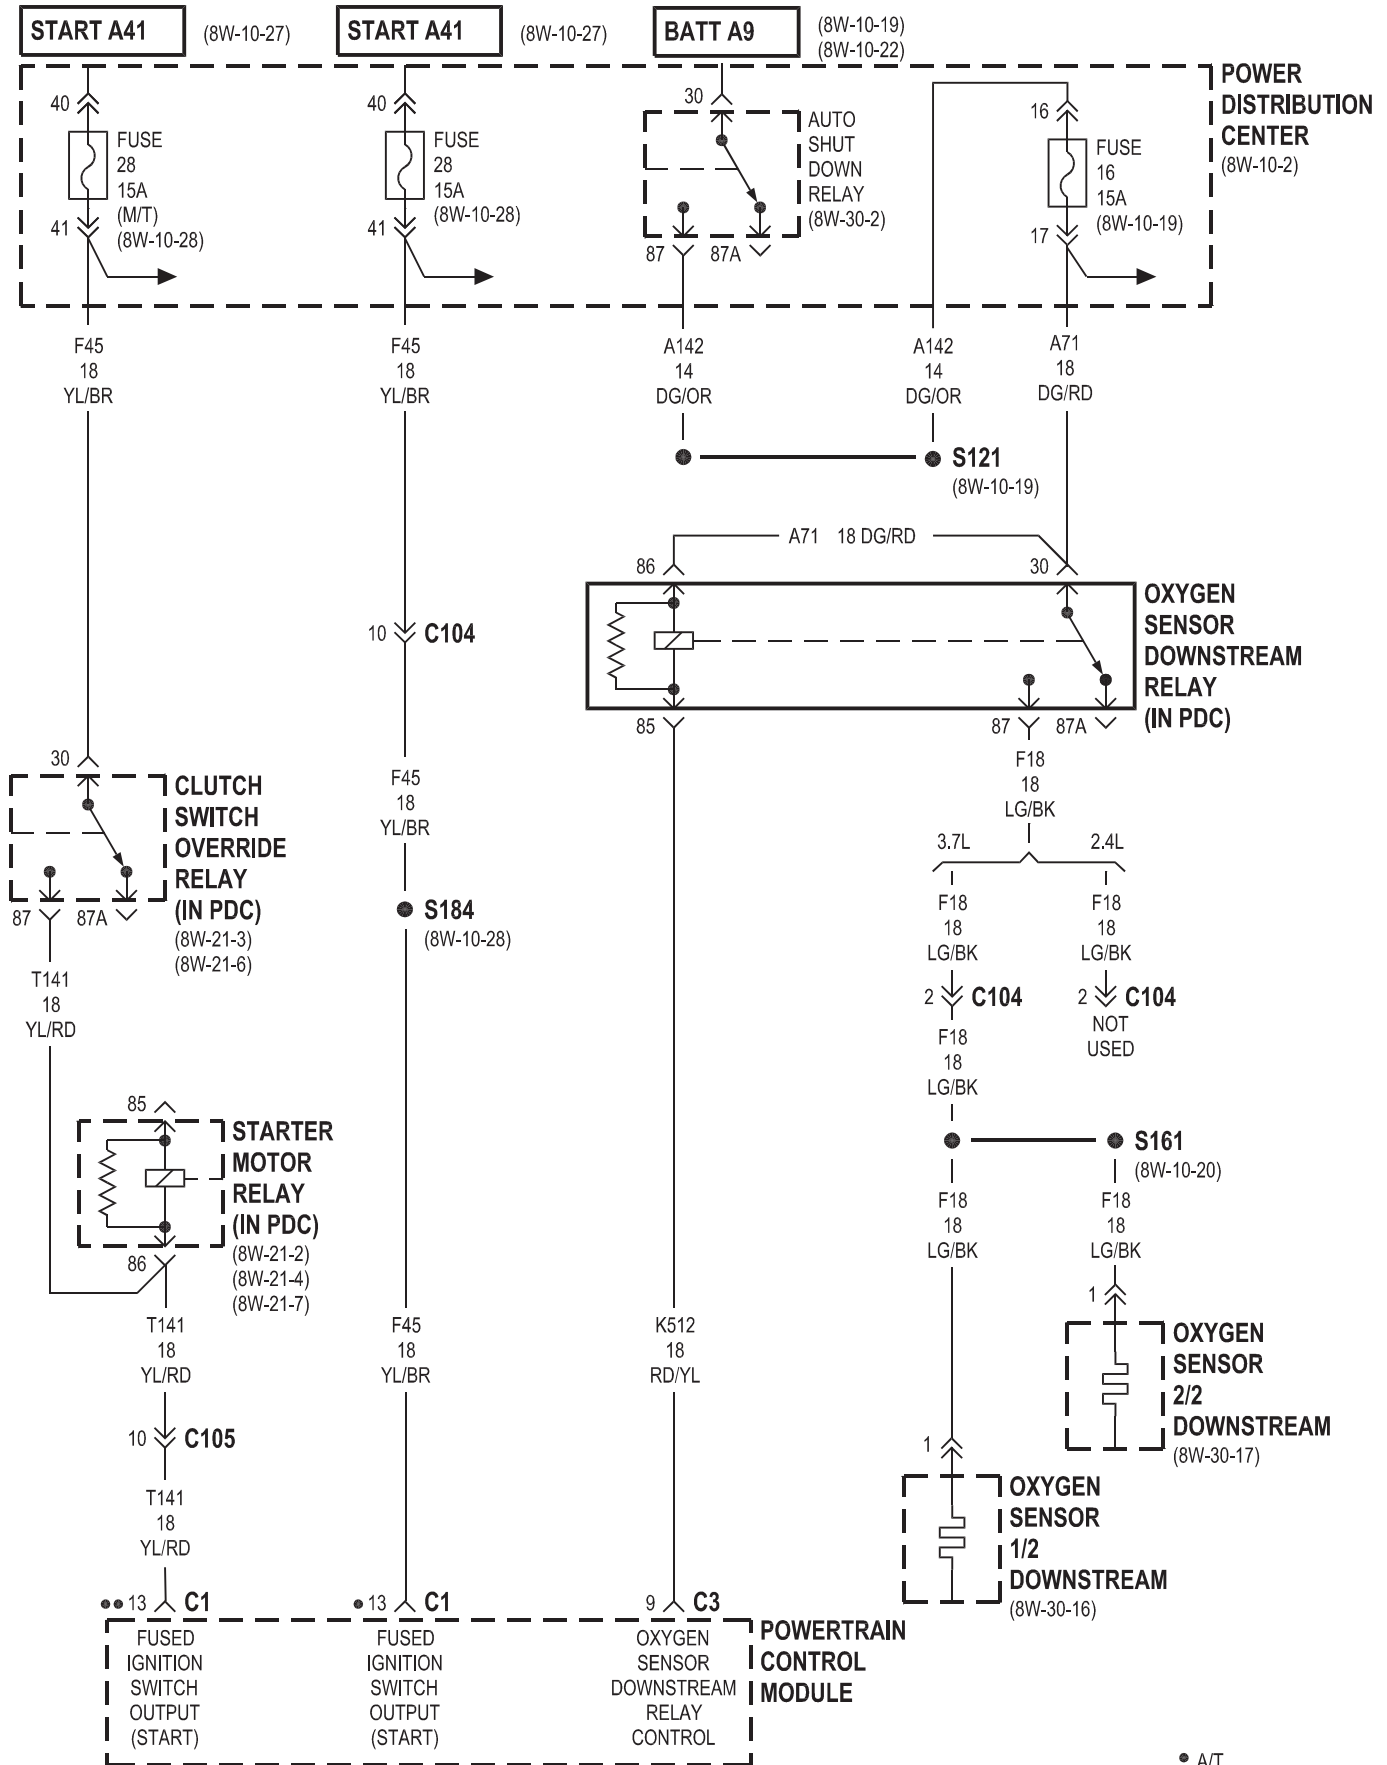 START A41
(8W-10-27)
START A41
(8W-10-27)
BATT A9
(8W-10-19)
(8W-10-22)
POWER
DISTRIBUTION
CENTER
(8W-10-2)
40
FUSE
28
15A
(M/T)
(8W-10-28)
41
40
FUSE
28
15A
(8W-10-28)
41
30
AUTO
SHUT
DOWN
RELAY
(8W-30-2)
87
87A
16
FUSE
16
15A
(8W-10-19)
17
F45
18
YL/BR
F45
18
YL/BR
A142
14
DG/OR
A142
14
DG/OR
A71
18
DG/RD
S121
(8W-10-19)
A71 18 DG/RD
86
30
OXYGEN
SENSOR
DOWNSTREAM
RELAY
(IN PDC)
85
87
87A
10
C104
F45
18
YL/BR
S184
(8W-10-28)
30
CLUTCH
SWITCH
OVERRIDE
RELAY
(IN PDC)
(8W-21-3)
(8W-21-6)
87
87A
T141
18
YL/RD
F18
18
LG/BK
3.7L
2.4L
F18
18
LG/BK
F18
18
LG/BK
2
C104
2
C104
NOT
USED
F18
18
LG/BK
S161
(8W-10-20)
F18
18
LG/BK
F18
18
LG/BK
85
STARTER
MOTOR
RELAY
(IN PDC)
(8W-21-2)
(8W-21-4)
(8W-21-7)
86
T141
18
YL/RD
F45
18
YL/BR
K512
18
RD/YL
1
OXYGEN
SENSOR
2/2
DOWNSTREAM
(8W-30-17)
10
C105
T141
18
YL/RD
1
OXYGEN
SENSOR
1/2
DOWNSTREAM
(8W-30-16)
●● 13
C1
● 13
C1
9
C3
FUSED
IGNITION
SWITCH
OUTPUT
(START)
FUSED
IGNITION
SWITCH
OUTPUT
(START)
OXYGEN
SENSOR
DOWNSTREAM
RELAY
CONTROL
POWERTRAIN
CONTROL
MODULE
● A/T